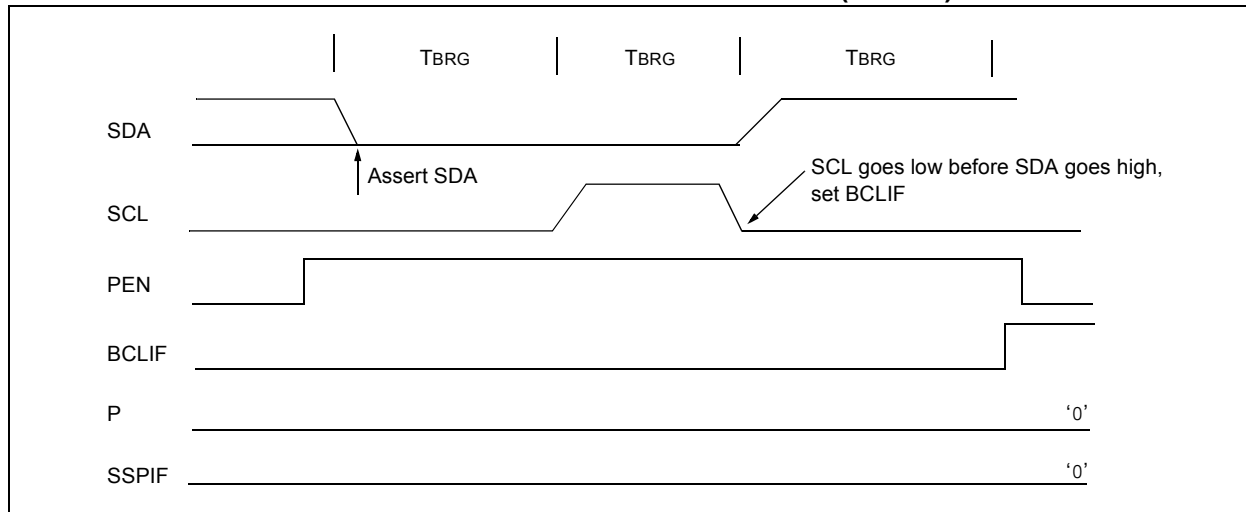 TBRG TBRG TBRG
SDA
Assert SDA
SCL goes low before SDA goes high,
set BCLIF
SCL
PEN
BCLIF
P
‘0’
SSPIF
‘0’